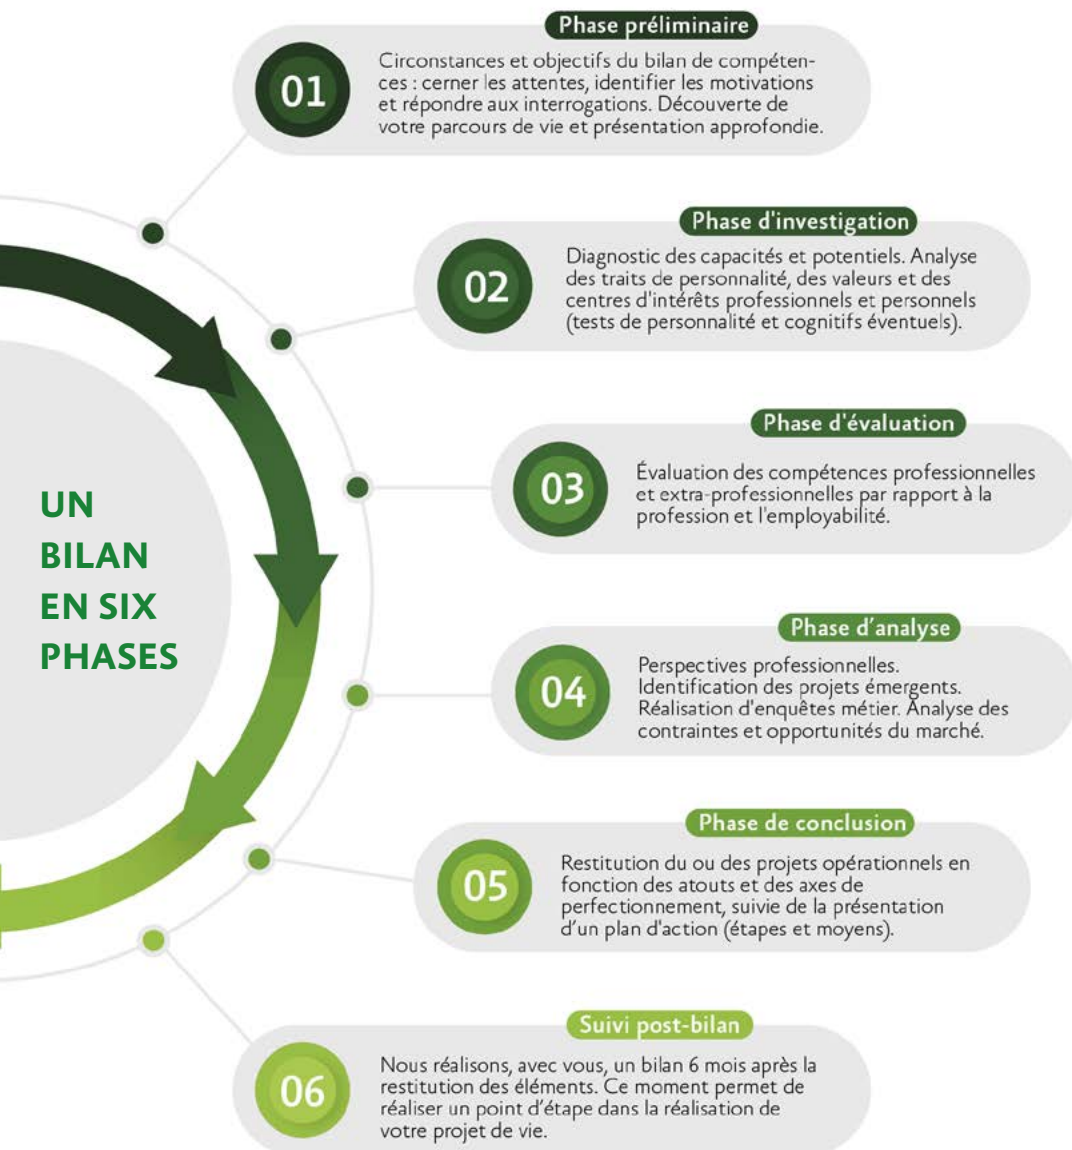 Phase préliminaire
01
Circonstances et objectifs du bilan de compéten-
ces : cerner les attentes, identifier les motivations
et répondre aux interrogations. Découverte de
votre parcours de vie et présentation approfondie.
Phase d'investigation
02
Diagnostic des capacités et potentiels. Analyse
des traits de personnalité, des valeurs et des
centres d'intérêts professionnels et personnels
(tests de personnalité et cognitifs éventuels).
Phase d'évaluation
03
Évaluation des compétences professionnelles
et extra-professionnelles par rapport à la
profession et l'employabilité.
UN
BILAN
EN SIX
PHASES
Phase d’analyse
04
Perspectives professionnelles.
Identification des projets émergents.
Réalisation d'enquêtes métier. Analyse des
contraintes et opportunités du marché.
Phase de conclusion
05
Restitution du ou des projets opérationnels en
fonction des atouts et des axes de
perfectionnement, suivie de la présentation
d’un plan d'action (étapes et moyens).
Suivi post-bilan
06
Nous réalisons, avec vous, un bilan 6 mois après la
restitution des éléments. Ce moment permet de
réaliser un point d’étape dans la réalisation de
votre projet de vie.